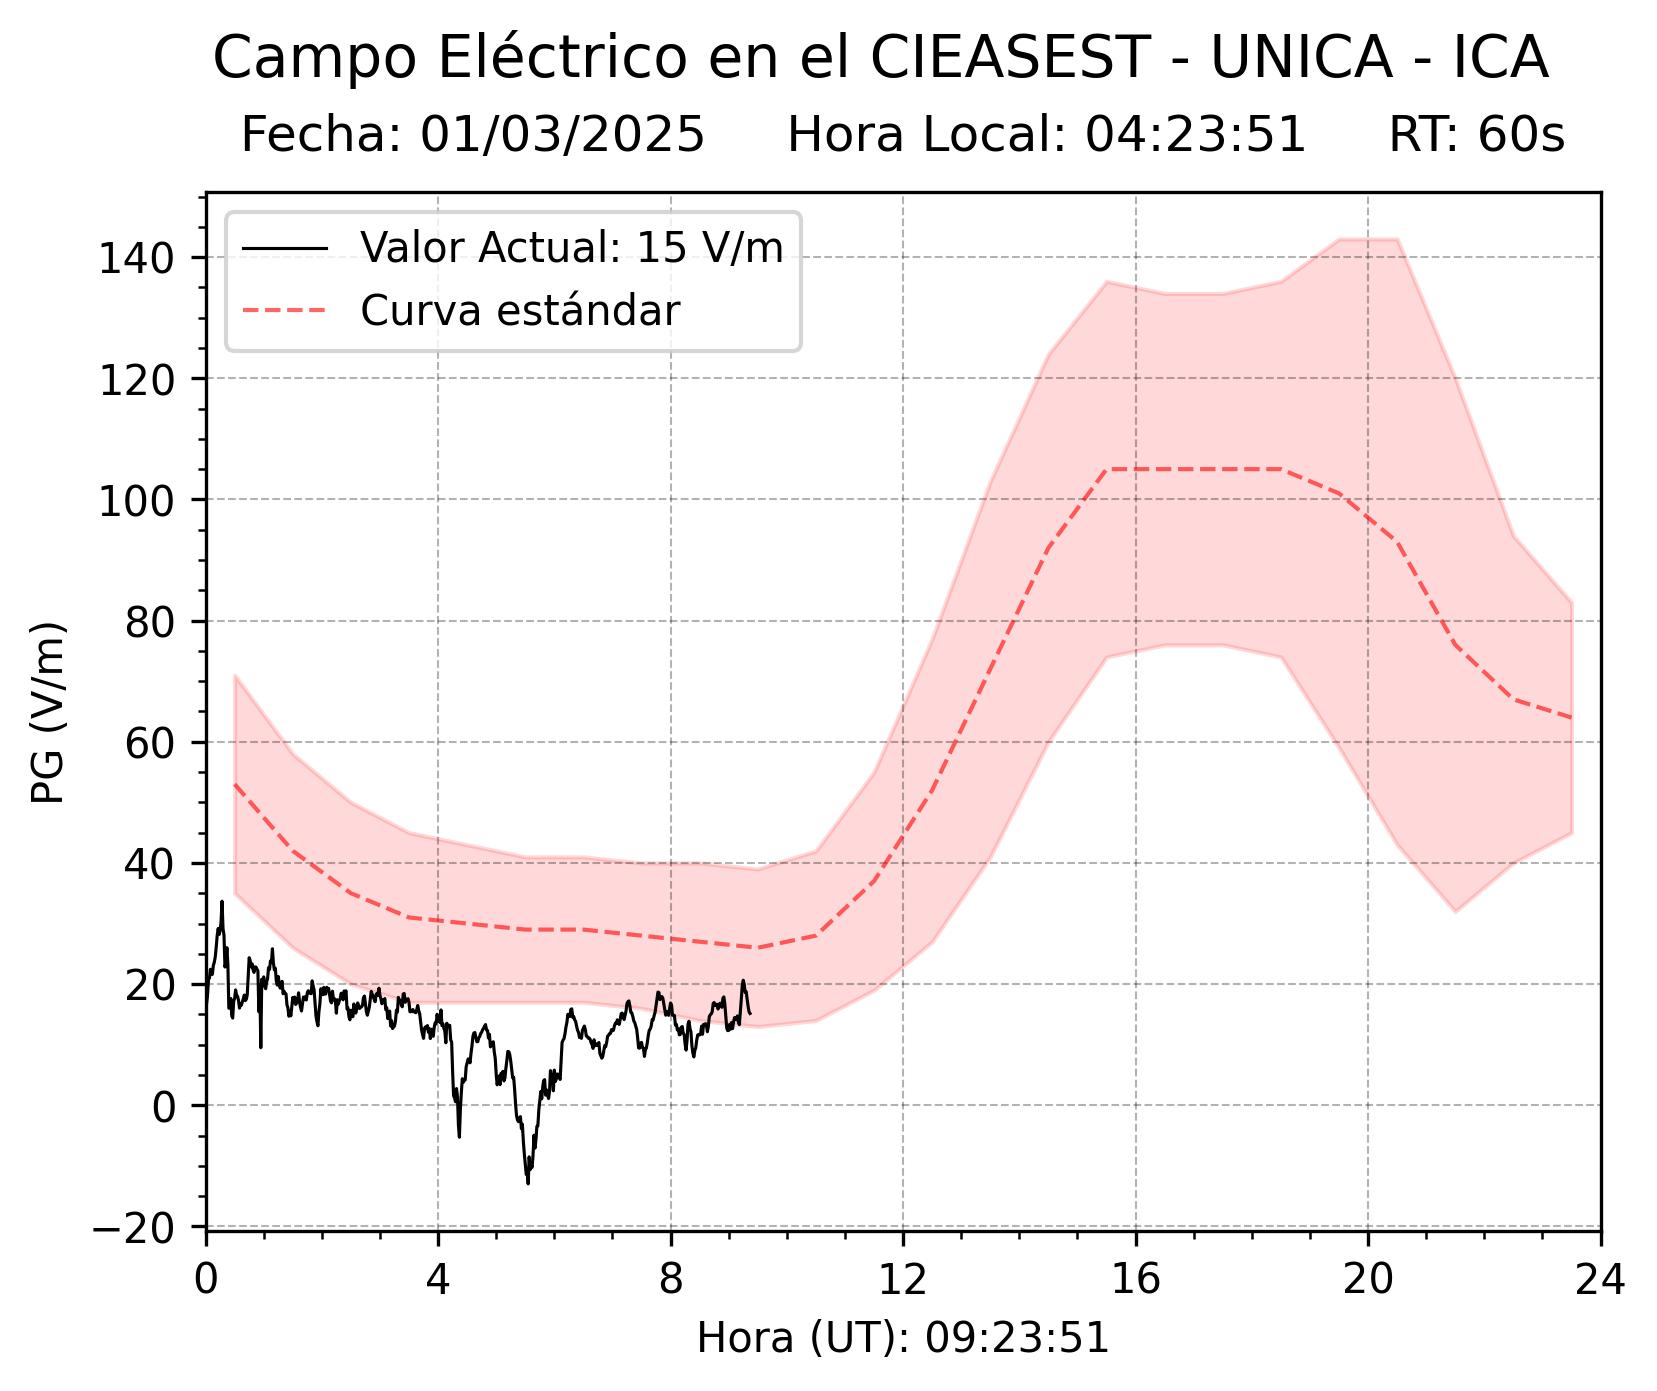 Campo Eléctrico en el CIEASEST - UNICA - ICA
Fecha: 01/03/2025 Hora Local: 04:23:51 RT: 60s
Valor Actual: 15 V/m
Curva estándar
140
120
100
80
60
40
20
0
−20
PG (V/m)
0 4 8 12 16 20 24
Hora (UT): 09:23:51